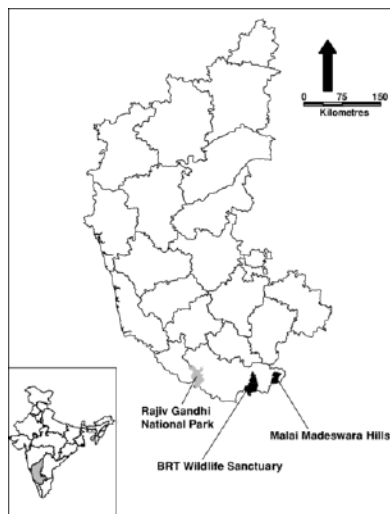 0 75 150
Kilometres
Rajiv Gandhi
National Park
Malai Madeswara Hills
BRT Wildlife Sanctuary